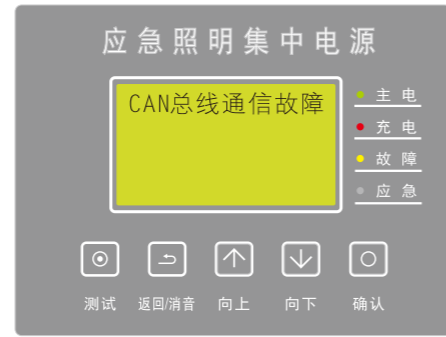 应急照明集中电源
CAN总线通信故障
主电
充电
故障
应急
测试 返回/消音 向上 向下 确认